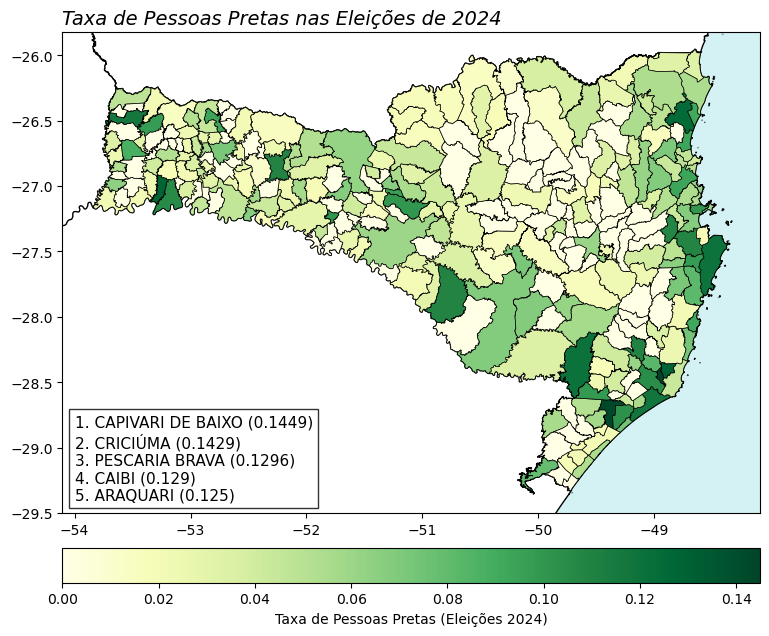 Taxa de Pessoas Pretas nas Eleições de 2024
−26.0
−26.5
−27.0
−27.5
−28.0
−28.5
−29.0
−29.5
1. CAPIVARI DE BAIXO (0.1449)
2. CRICIÚMA (0.1429)
3. PESCARIA BRAVA (0.1296)
4. CAIBI (0.129)
5. ARAQUARI (0.125)
−54 −53 −52 −51 −50 −49
0.00 0.02 0.04 0.06 0.08 0.10 0.12 0.14
Taxa de Pessoas Pretas (Eleições 2024)